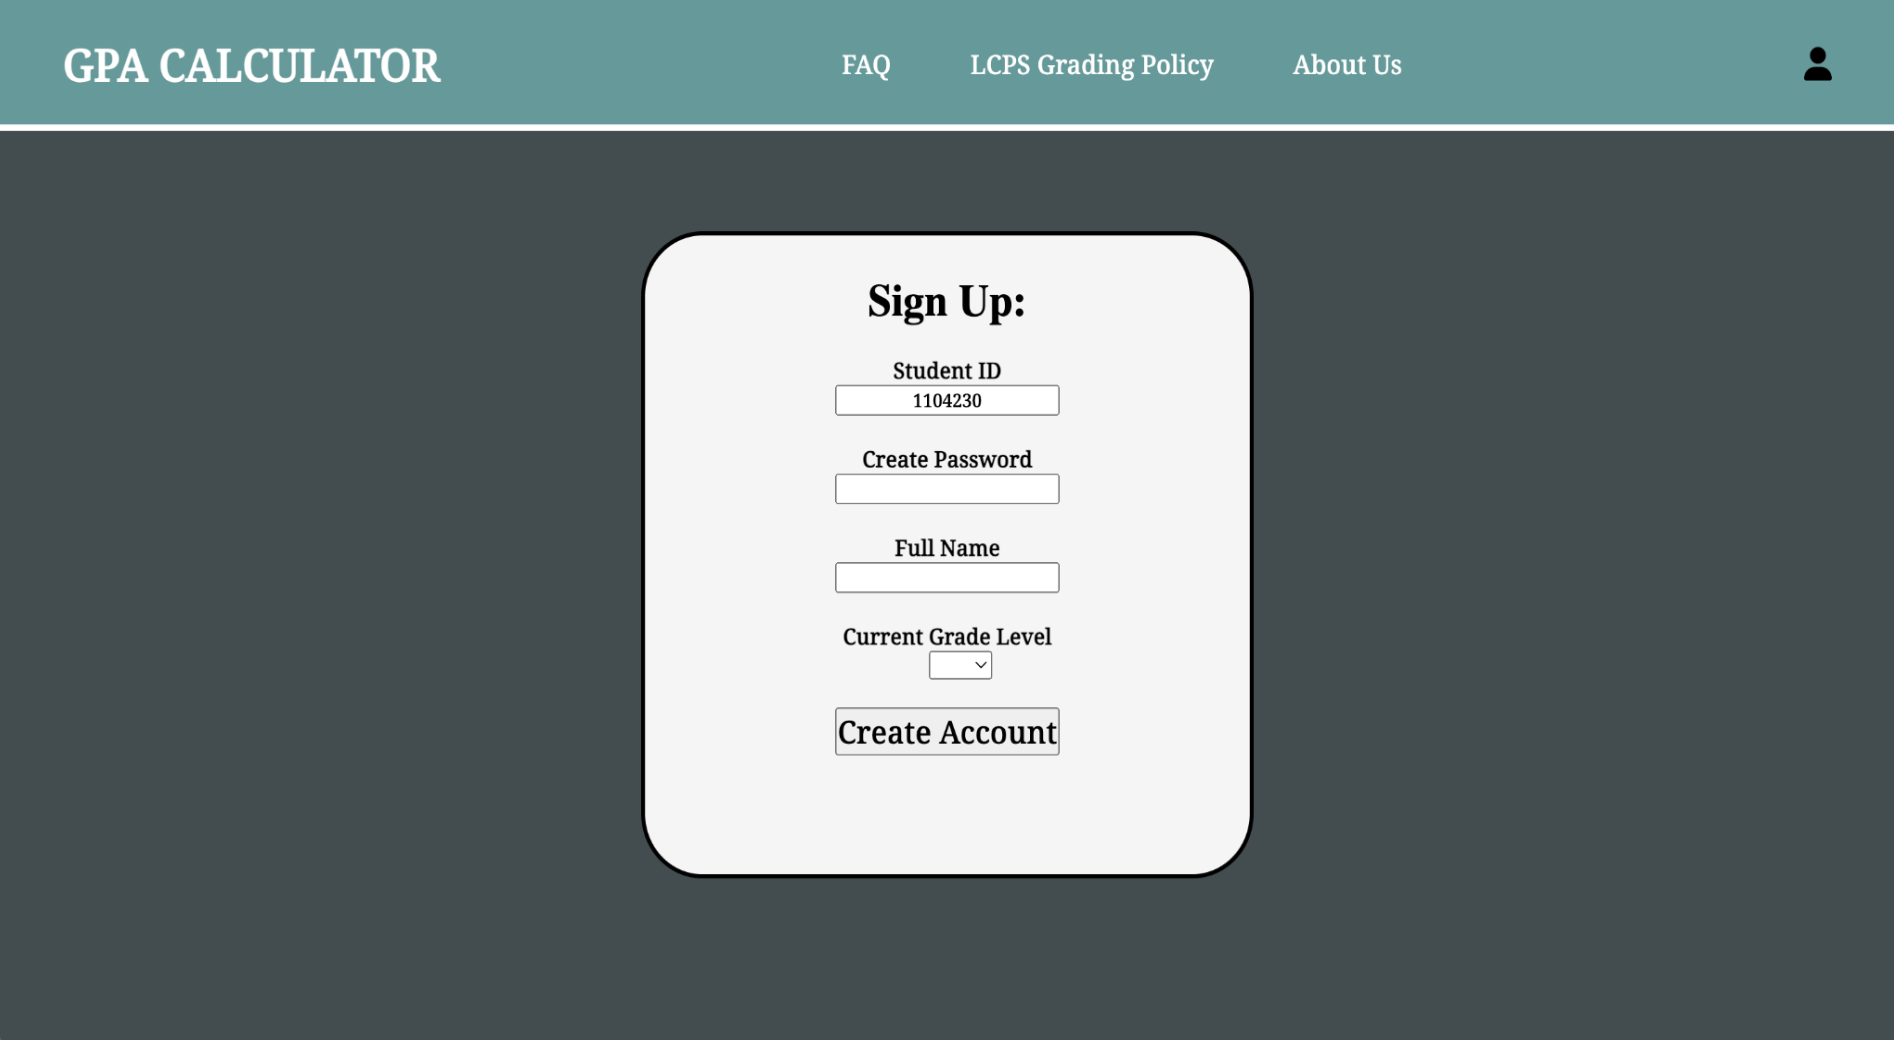 GPA CALCULATOR
FAQ
LCPS Grading Policy
About Us
Sign Up:
Student ID
1104230
Create Password
Full Name
Current Grade Level
Create Account